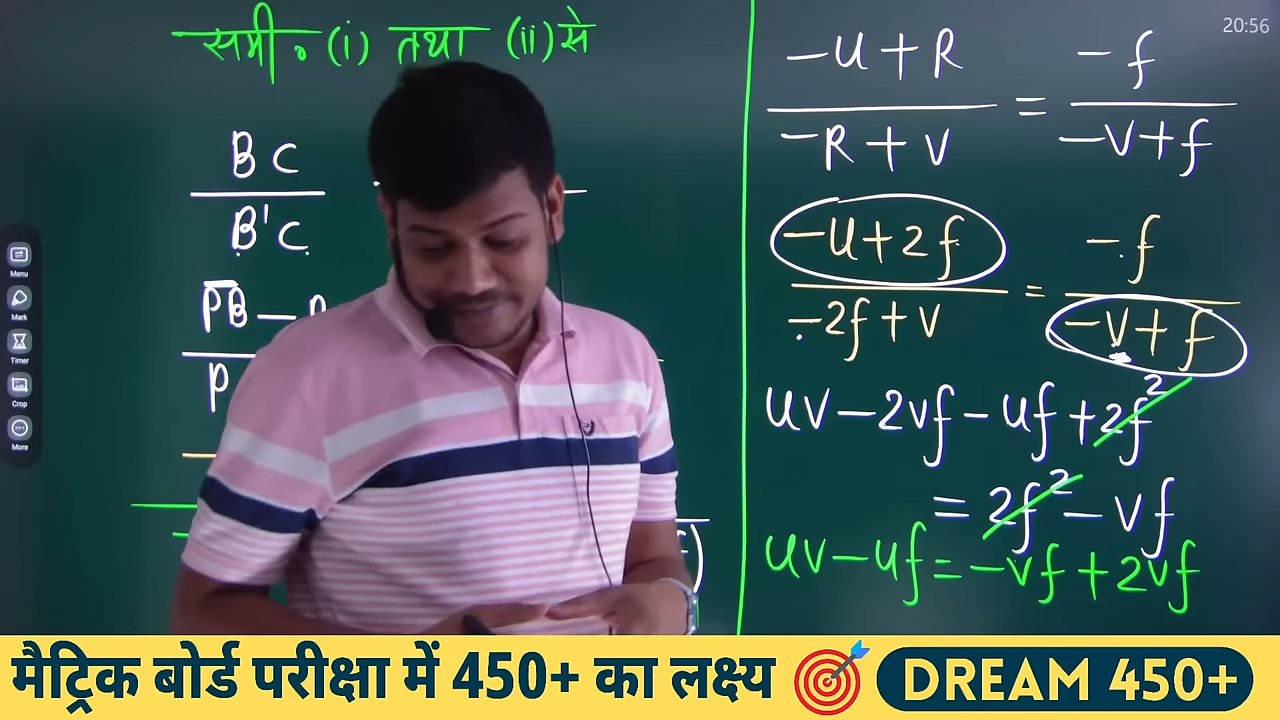 समी० (i) तथा (ii) से
BC
B'C
PB –
P
20:56
-u+R / -R+v = -f / -v+f
-u+2f / -2f+v = -f / -v+f
uv-2vf-uf+2f²
= 2f²-vf
uv-uf=-vf+2vf
Menu
Mark
Timer
Crop
More
मैट्रिक बोर्ड परीक्षा में 450+ का लक्ष्य DREAM 450+